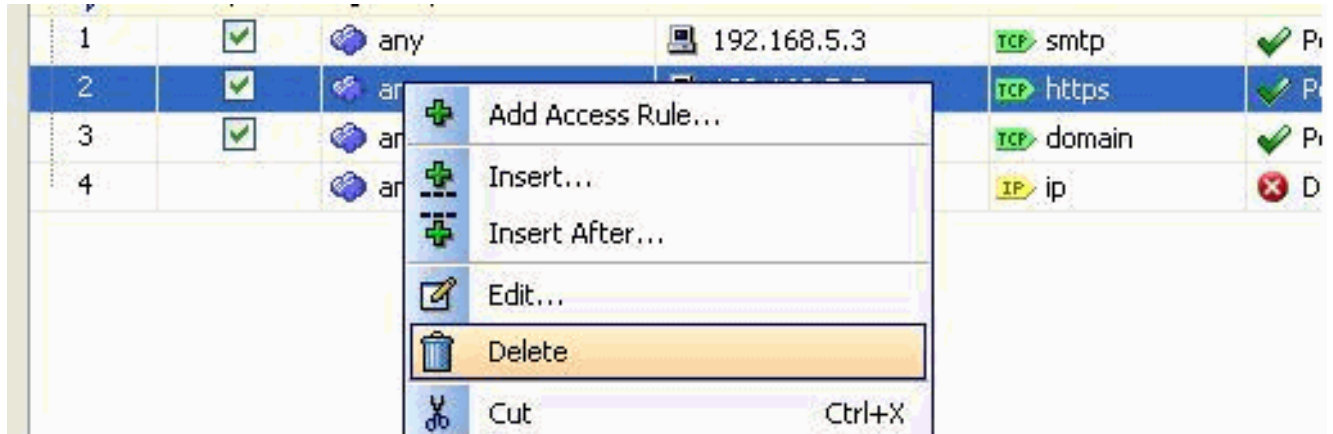 1 any 192.168.5.3 TCP smtp
2 TCP https
Add Access Rule...
3 TCP domain
Insert...
4 IP ip
Insert After...
Edit...
Delete
Cut Ctrl+X